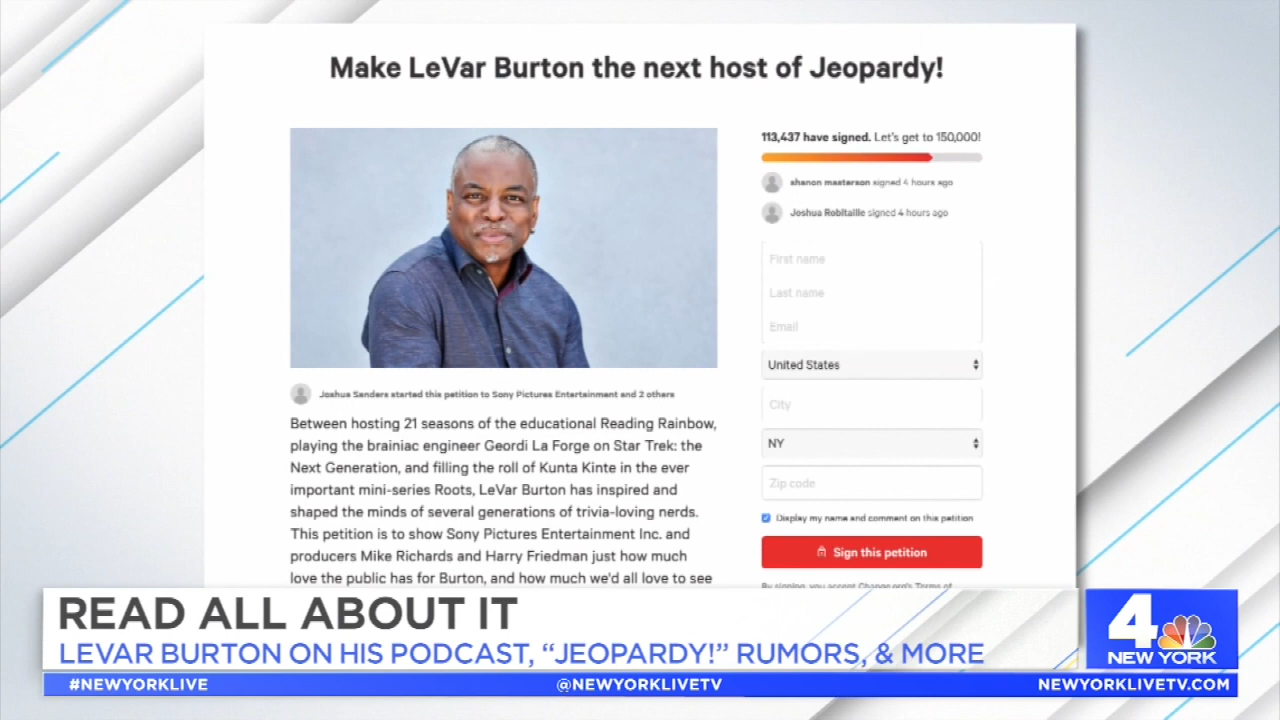 Make LeVar Burton the next host of Jeopardy!
113,437 have signed. Let's get to 150,000!
shanon masterson signed 4 hours ago
Joshua Robitaille signed 4 hours ago
First name
Last name
Email
United States
City
NY
Zip code
Display my name and comment on this petition
Sign this petition
By signing, you accept Change.org's Terms of
Joshua Sanders started this petition to Sony Pictures Entertainment and 2 others
Between hosting 21 seasons of the educational Reading Rainbow,
playing the brainiac engineer Geordi La Forge on Star Trek: the
Next Generation, and filling the roll of Kunta Kinte in the ever
important mini-series Roots, LeVar Burton has inspired and
shaped the minds of several generations of trivia-loving nerds.
This petition is to show Sony Pictures Entertainment Inc. and
producers Mike Richards and Harry Friedman just how much
love the public has for Burton, and how much we'd all love to see
READ ALL ABOUT IT
LEVAR BURTON ON HIS PODCAST, “JEOPARDY!” RUMORS, & MORE
4
NEW YORK
#NEWYORKLIVE
@NEWYORKLIVETV
NEWYORKLIVETV.COM